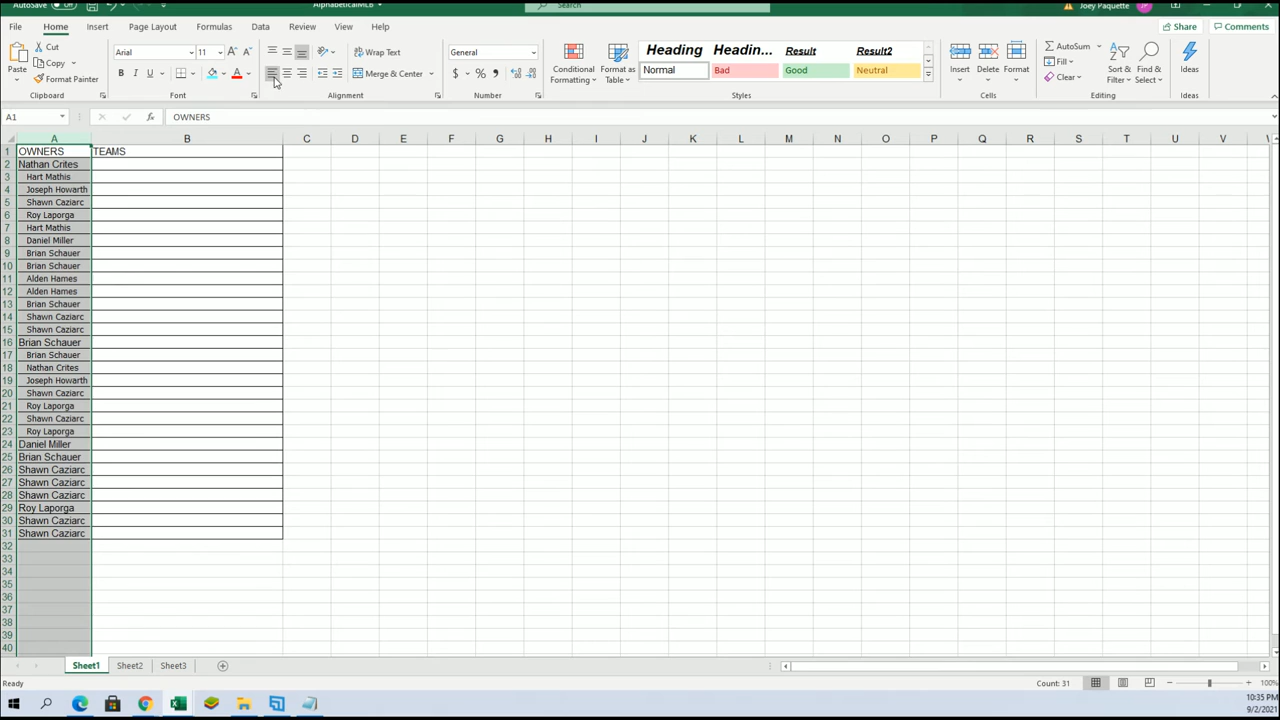 AutoSave Off
AlphabeticalMLB
Search
Joey Paquette
JP
File Home Insert Page Layout Formulas Data Review View Help
Share Comments
Paste
Cut
Copy
Format Painter
Clipboard
Arial 11
B I U
Font
Wrap Text
Merge & Center
Alignment
General
$ % ,
Number
Conditional Formatting
Format as Table
Heading Headin... Result Result2
Normal Bad Good Neutral
Styles
Insert Delete Format
Cells
AutoSum
Fill
Clear
Sort & Filter
Find & Select
Editing
Ideas
Ideas
A1 fx OWNERS
A B C D E F G H I J K L M N O P Q R S T U V
1 OWNERS TEAMS
2 Nathan Crites
3 Hart Mathis
4 Joseph Howarth
5 Shawn Caziarc
6 Roy Laporga
7 Hart Mathis
8 Daniel Miller
9 Brian Schauer
10 Brian Schauer
11 Alden Hames
12 Alden Hames
13 Brian Schauer
14 Shawn Caziarc
15 Shawn Caziarc
16 Brian Schauer
17 Brian Schauer
18 Nathan Crites
19 Joseph Howarth
20 Shawn Caziarc
21 Roy Laporga
22 Shawn Caziarc
23 Roy Laporga
24 Daniel Miller
25 Brian Schauer
26 Shawn Caziarc
27 Shawn Caziarc
28 Shawn Caziarc
29 Roy Laporga
30 Shawn Caziarc
31 Shawn Caziarc
32
33
34
35
36
37
38
39
40
Sheet1 Sheet2 Sheet3
Ready
Count: 31
100%
10:35 PM
9/2/2021